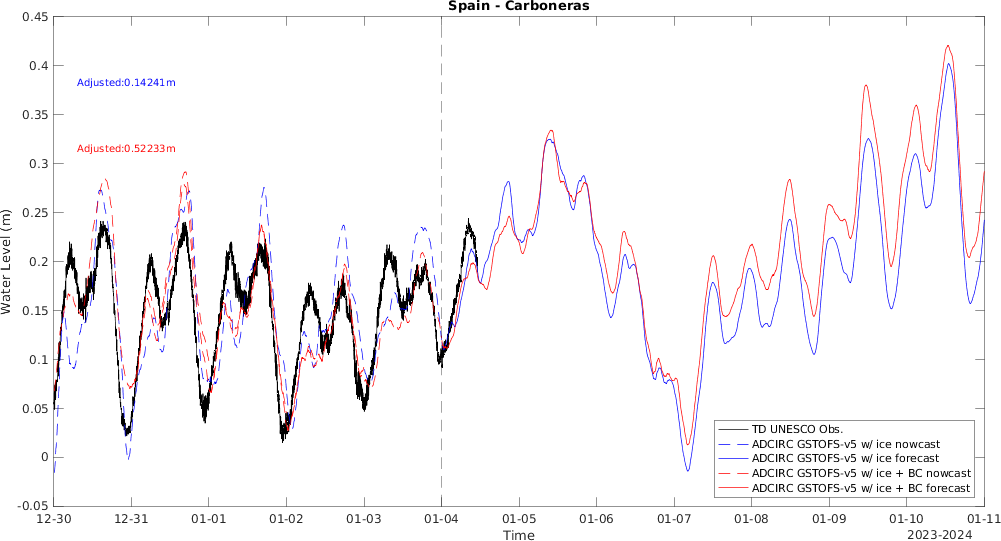 Spain - Carboneras
Water Level (m)
0.45
0.4
0.35
0.3
0.25
0.2
0.15
0.1
0.05
0
-0.05
Adjusted:0.14241m
Adjusted:0.52233m
TD UNESCO Obs.
ADCIRC GSTOFS-v5 w/ ice nowcast
ADCIRC GSTOFS-v5 w/ ice forecast
ADCIRC GSTOFS-v5 w/ ice + BC nowcast
ADCIRC GSTOFS-v5 w/ ice + BC forecast
12-30 12-31 01-01 01-02 01-03 01-04 01-05 01-06 01-07 01-08 01-09 01-10 01-11
Time
2023-2024